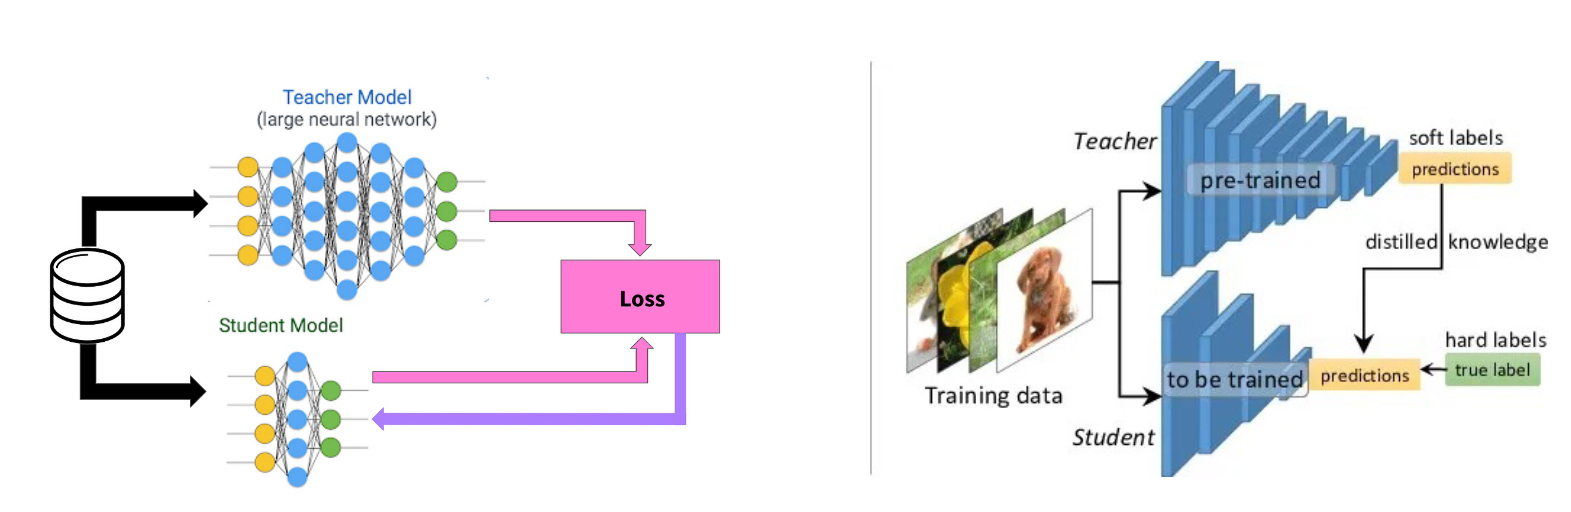 Teacher Model
(large neural network)
Loss
Student Model
Teacher
soft labels
predictions
pre-trained
distilled knowledge
Training data
hard labels
true label
to be trained
predictions
Student